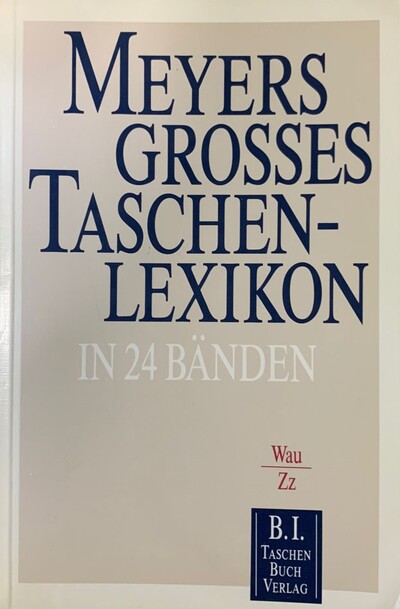 MEYERS
GROSSES
TASCHEN-
LEXIKON
IN 24 BÄNDEN
Wau
Zz
B.I.
TASCHEN
BUCH
VERLAG